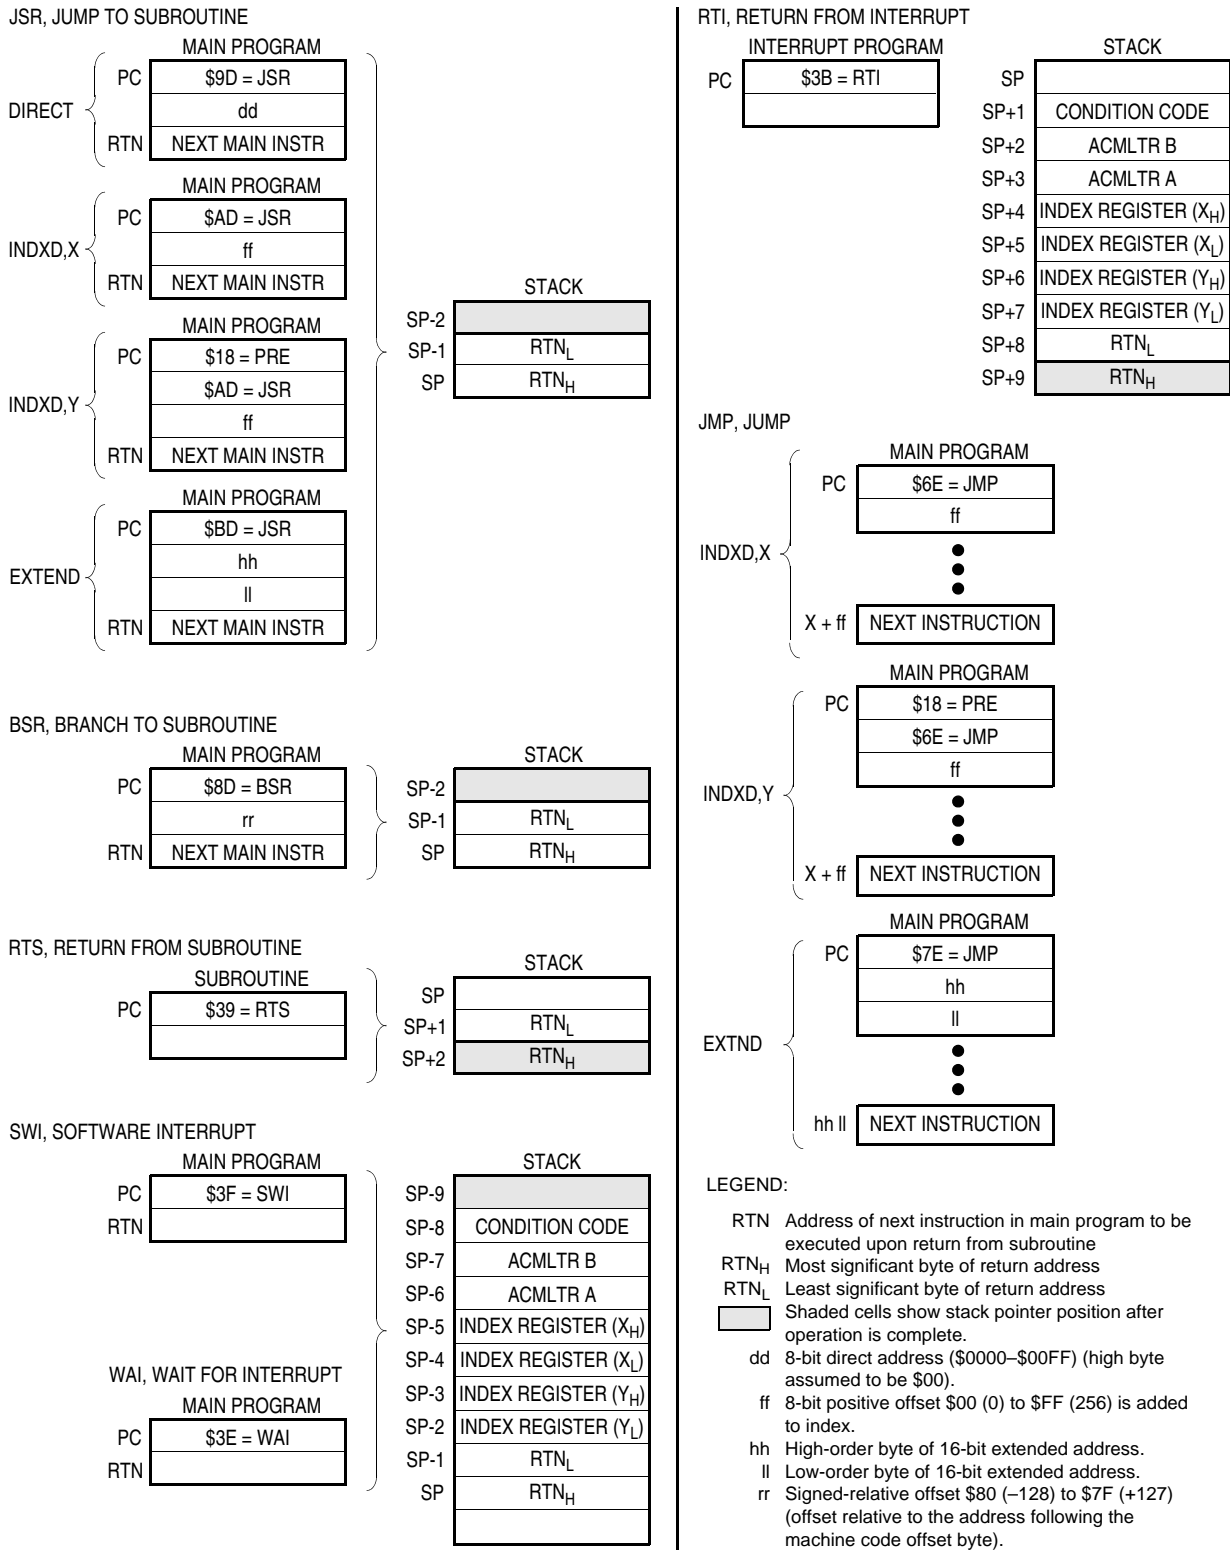 JSR, JUMP TO SUBROUTINE
MAIN PROGRAM
DIRECT
PC $9D = JSR
dd
RTN NEXT MAIN INSTR
MAIN PROGRAM
INDXD,X
PC $AD = JSR
ff
RTN NEXT MAIN INSTR
MAIN PROGRAM
INDXD,Y
PC $18 = PRE
$AD = JSR
ff
RTN NEXT MAIN INSTR
MAIN PROGRAM
EXTEND
PC $BD = JSR
hh
ll
RTN NEXT MAIN INSTR
STACK
SP-2
SP-1 RTNL
SP RTNH
BSR, BRANCH TO SUBROUTINE
MAIN PROGRAM
PC $8D = BSR
rr
RTN NEXT MAIN INSTR
STACK
SP-2
SP-1 RTNL
SP RTNH
RTS, RETURN FROM SUBROUTINE
SUBROUTINE
PC $39 = RTS
STACK
SP
SP+1 RTNL
SP+2 RTNH
SWI, SOFTWARE INTERRUPT
MAIN PROGRAM
PC $3F = SWI
RTN
WAI, WAIT FOR INTERRUPT
MAIN PROGRAM
PC $3E = WAI
RTN
STACK
SP-9
SP-8 CONDITION CODE
SP-7 ACMLTR B
SP-6 ACMLTR A
SP-5 INDEX REGISTER (XH)
SP-4 INDEX REGISTER (XL)
SP-3 INDEX REGISTER (YH)
SP-2 INDEX REGISTER (YL)
SP-1 RTNL
SP RTNH
RTI, RETURN FROM INTERRUPT
INTERRUPT PROGRAM
PC $3B = RTI
STACK
SP
SP+1 CONDITION CODE
SP+2 ACMLTR B
SP+3 ACMLTR A
SP+4 INDEX REGISTER (XH)
SP+5 INDEX REGISTER (XL)
SP+6 INDEX REGISTER (YH)
SP+7 INDEX REGISTER (YL)
SP+8 RTNL
SP+9 RTNH
JMP, JUMP
MAIN PROGRAM
INDXD,X
PC $6E = JMP
ff
X + ff NEXT INSTRUCTION
MAIN PROGRAM
INDXD,Y
PC $18 = PRE
$6E = JMP
ff
X + ff NEXT INSTRUCTION
MAIN PROGRAM
EXTND
PC $7E = JMP
hh
ll
hh ll NEXT INSTRUCTION
LEGEND:
RTN Address of next instruction in main program to be
executed upon return from subroutine
RTNH Most significant byte of return address
RTNL Least significant byte of return address
Shaded cells show stack pointer position after
operation is complete.
dd 8-bit direct address ($0000–$00FF) (high byte
assumed to be $00).
ff 8-bit positive offset $00 (0) to $FF (256) is added
to index.
hh High-order byte of 16-bit extended address.
ll Low-order byte of 16-bit extended address.
rr Signed-relative offset $80 (–128) to $7F (+127)
(offset relative to the address following the
machine code offset byte).